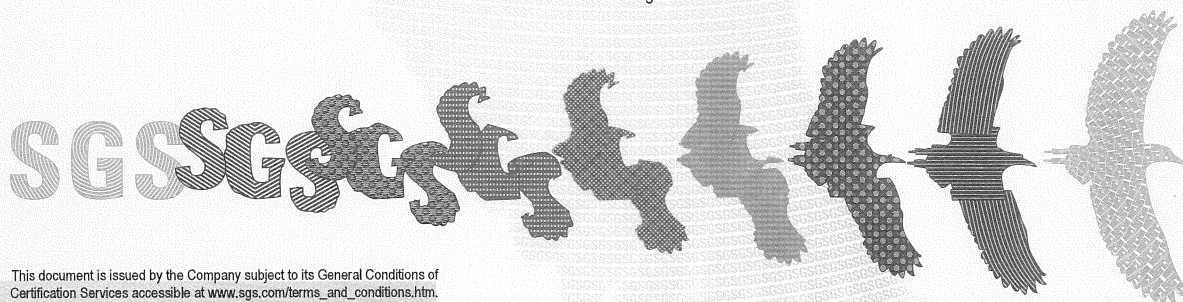 SGS SGS
This document is issued by the Company subject to its General Conditions of
Certification Services accessible at www.sgs.com/terms_and_conditions.htm.